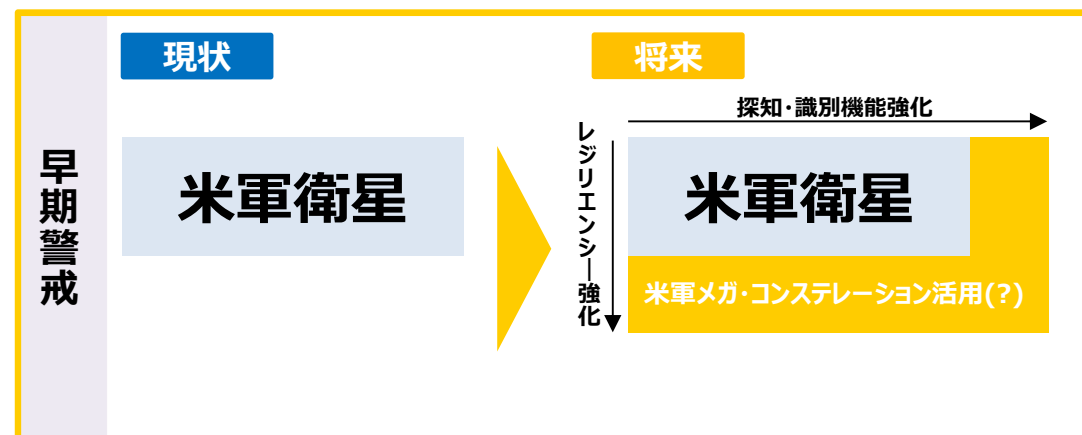 早期警戒
現状
将来
米軍衛星
探知・識別機能強化
レジリエンシー強化
米軍衛星
米軍メガ・コンステレーション活用(?)